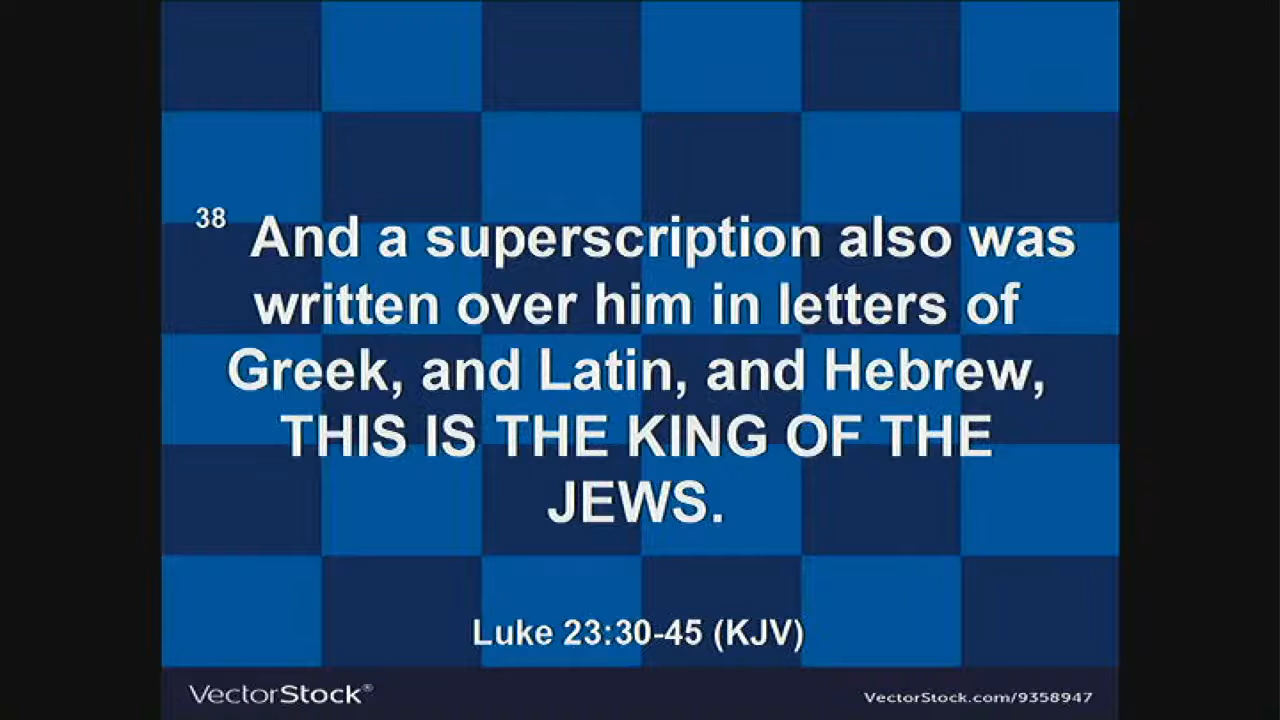 38 And a superscription also was
written over him in letters of
Greek, and Latin, and Hebrew,
THIS IS THE KING OF THE
JEWS.
Luke 23:30-45 (KJV)
VectorStock®
VectorStock.com/9358947